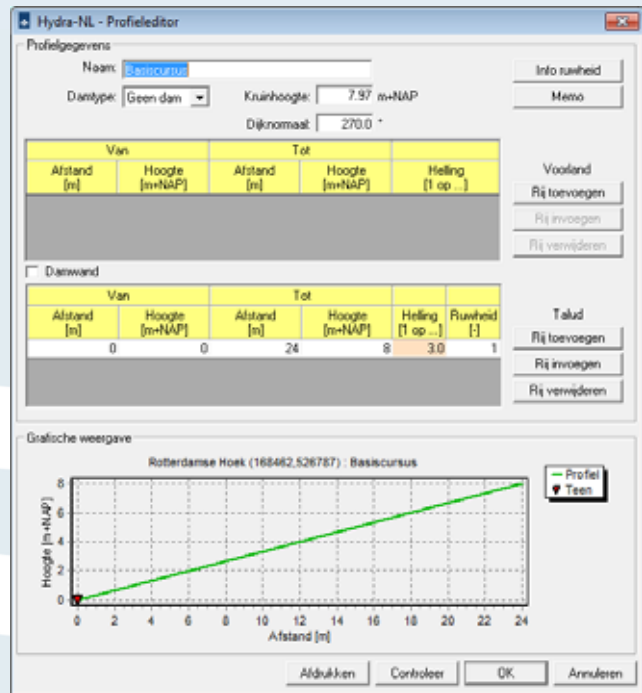 Hydra-NL - Profieleditor
Profielgegevens
Naam: Basiscursus
Info ruwheid
Damtype: Geen dam
Kruinhoogte: 7.97 m+NAP
Memo
Dijknormaal: 270.0 °
Van Tot
Afstand [m] Hoogte [m+NAP] Afstand [m] Hoogte [m+NAP] Helling [1 op ...]
Voorland
Rij toevoegen
Rij invoegen
Rij verwijderen
Damwand
Van Tot
Afstand [m] Hoogte [m+NAP] Afstand [m] Hoogte [m+NAP] Helling [1 op ...] Ruwheid [-]
0 0 24 8 3.0 1
Talud
Rij toevoegen
Rij invoegen
Rij verwijderen
Grafische weergave
Rotterdamse Hoek (168462,526787) : Basiscursus
Profiel
Teen
Hoogte [m+NAP]
8
6
4
2
0
0 2 4 6 8 10 12 14 16 18 20 22 24
Afstand [m]
Afdrukken Controleer OK Annuleren